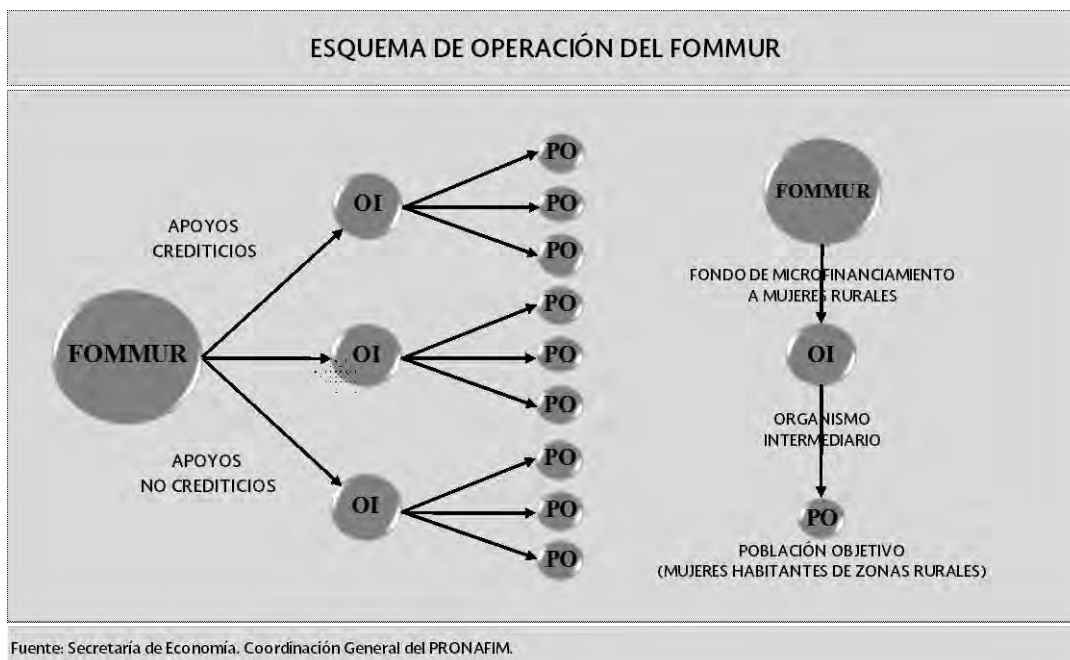 ESQUEMA DE OPERACIÓN DEL FOMMUR
FOMMUR
APOYOS
CREDITICIOS
APOYOS
NO CREDITICIOS
OI
OI
OI
PO
PO
PO
PO
PO
PO
PO
PO
PO
FOMMUR
FONDO DE MICROFINANCIAMIENTO
A MUJERES RURALES
OI
ORGANISMO
INTERMEDIARIO
PO
POBLACIÓN OBJETIVO
(MUJERES HABITANTES DE ZONAS RURALES)
Fuente: Secretaría de Economía. Coordinación General del PRONAFIM.